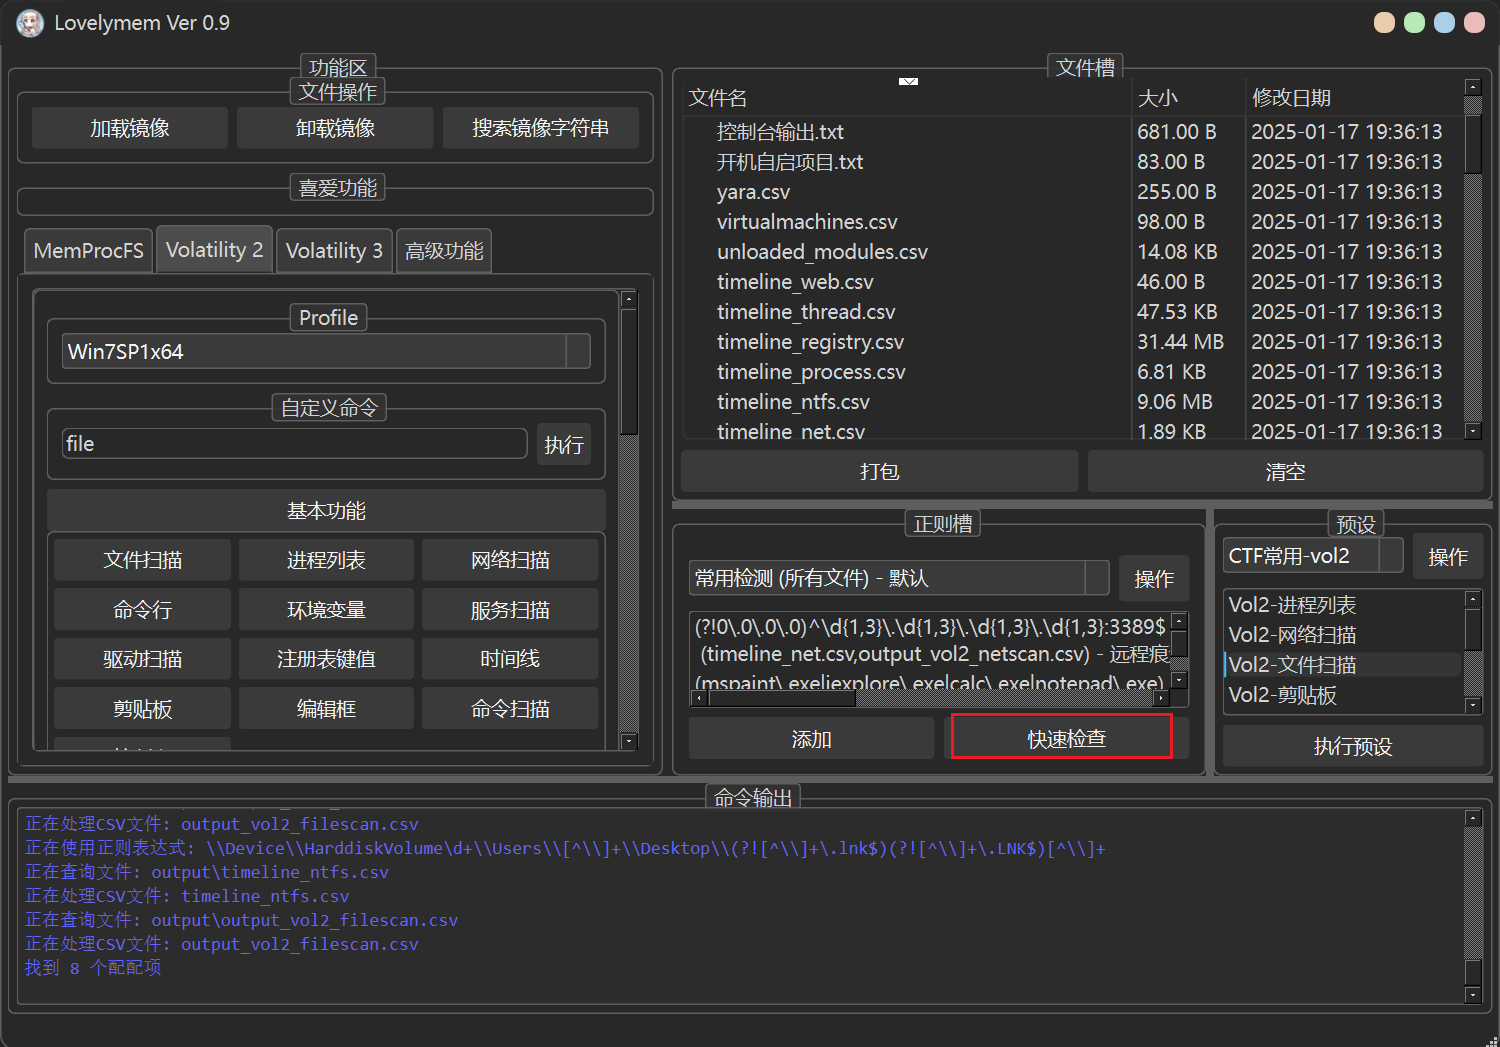 Lovelymem Ver 0.9
功能区
文件操作
加载镜像
卸载镜像
搜索镜像字符串
喜爱功能
MemProcFS
Volatility 2
Volatility 3
高级功能
Profile
Win7SP1x64
自定义命令
file
执行
基本功能
文件扫描
进程列表
网络扫描
命令行
环境变量
服务扫描
驱动扫描
注册表键值
时间线
剪贴板
编辑框
命令扫描
文件槽
文件名 大小 修改日期
控制台输出.txt 681.00 B 2025-01-17 19:36:13
开机自启项目.txt 83.00 B 2025-01-17 19:36:13
yara.csv 255.00 B 2025-01-17 19:36:13
virtualmachines.csv 98.00 B 2025-01-17 19:36:13
unloaded_modules.csv 14.08 KB 2025-01-17 19:36:13
timeline_web.csv 46.00 B 2025-01-17 19:36:13
timeline_thread.csv 47.53 KB 2025-01-17 19:36:13
timeline_registry.csv 31.44 MB 2025-01-17 19:36:13
timeline_process.csv 6.81 KB 2025-01-17 19:36:13
timeline_ntfs.csv 9.06 MB 2025-01-17 19:36:13
timeline_net.csv 1.89 KB 2025-01-17 19:36:13
打包
清空
正则槽
常用检测 (所有文件) - 默认
操作
(?!0\.0\.0\.0)^\d{1,3}\.\d{1,3}\.\d{1,3}\.\d{1,3}:3389$
(timeline_net.csv,output_vol2_netscan.csv) - 远程痕
(mspaint\.exe|iexplore\.exe|calc\.exe|notepad\.exe)
添加
快速检查
预设
CTF常用-vol2
操作
Vol2-进程列表
Vol2-网络扫描
Vol2-文件扫描
Vol2-剪贴板
执行预设
命令输出
正在处理CSV文件: output_vol2_filescan.csv
正在使用正则表达式: \\Device\\HarddiskVolume\d+\\Users\\[^\\]+\\Desktop\\(?![^\\]+\.lnk$)(?![^\\]+\.LNK$)[^\\]+
正在查询文件: output\timeline_ntfs.csv
正在处理CSV文件: timeline_ntfs.csv
正在查询文件: output\output_vol2_filescan.csv
正在处理CSV文件: output_vol2_filescan.csv
找到 8 个匹配项